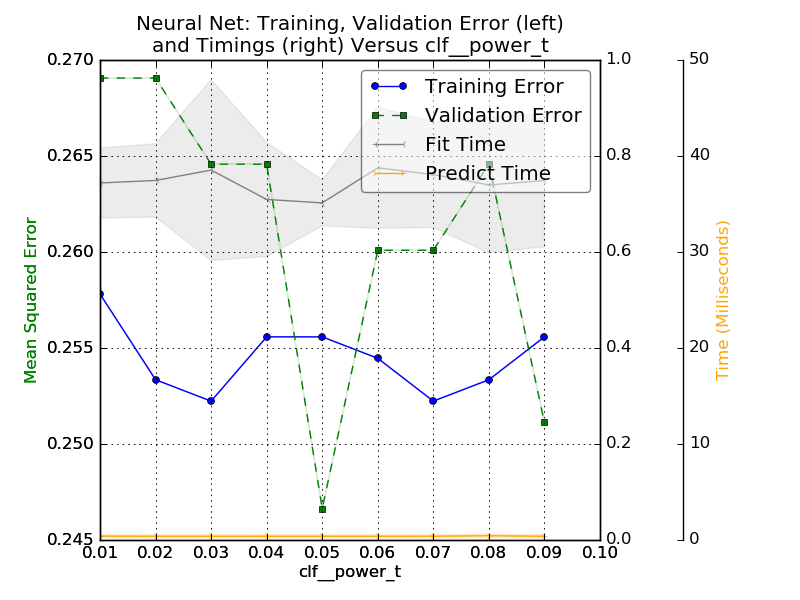 Neural Net: Training, Validation Error (left)
and Timings (right) Versus clf__power_t
Training Error
Validation Error
Fit Time
Predict Time
Mean Squared Error
0.270
0.265
0.260
0.255
0.250
0.245
1.0
0.8
0.6
0.4
0.2
0.0
50
40
30
20
10
0
Time (Milliseconds)
0.01 0.02 0.03 0.04 0.05 0.06 0.07 0.08 0.09 0.10
clf__power_t